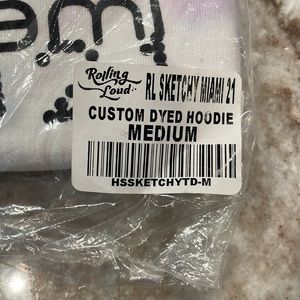 Rolling
Loud
RL SKETCHY MIAMI 21
CUSTOM DYED HOODIE
MEDIUM
HSSKETCHYTD-M